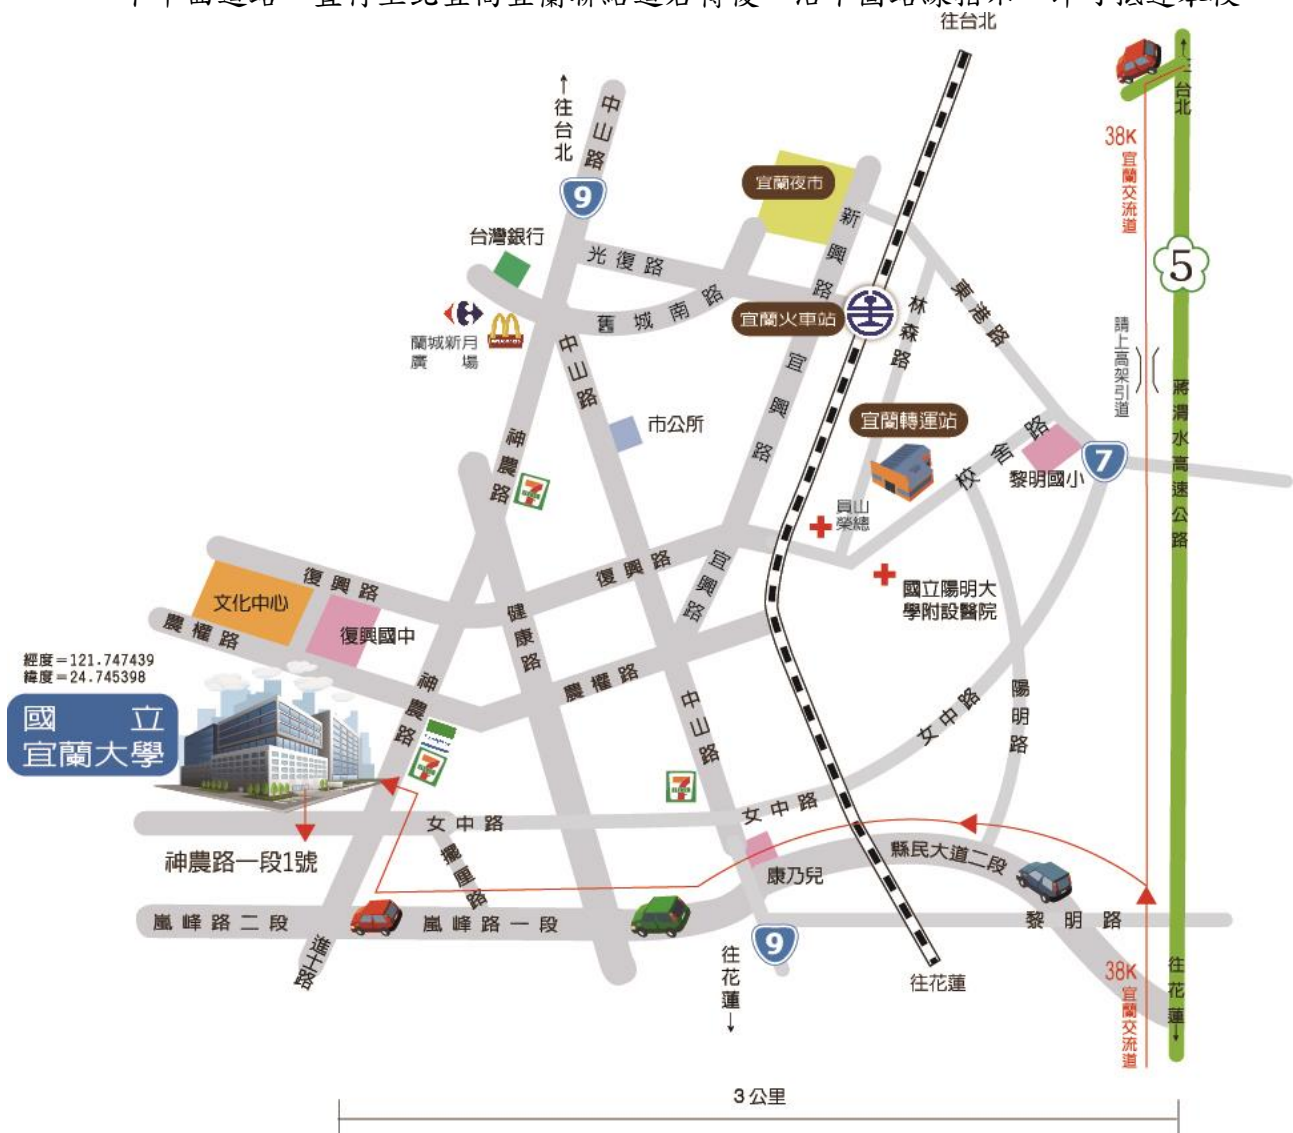 往台北
↑往台北
中山路
9
台灣銀行
光復路
舊城南路
宜蘭夜市
新興路
宜蘭火車站
林森路
東港路
↑往台北
38K
宜蘭交流道
5
請上高架引道
蔣渭水高速公路
蘭城新月
廣場
中山路
市公所
宜興路
宜蘭轉運站
校舍路
黎明國小
7
神農路
7
ELEVEN
員山
榮總
國立陽明大
學附設醫院
復興路
文化中心
復興國中
農權路
復興路
宜興路
健康路
農權路
經度=121.747439
緯度=24.745398
國立
宜蘭大學
神農路
7
ELEVEN
中山路
7
ELEVEN
女中路
陽明路
女中路
女中路
神農路一段1號
擺厘路
康乃兒
縣民大道二段
嵐峰路二段
嵐峰路一段
黎明路
進士路
9
往花蓮↓
往花蓮
38K
宜蘭交流道
往花蓮↓
3公里